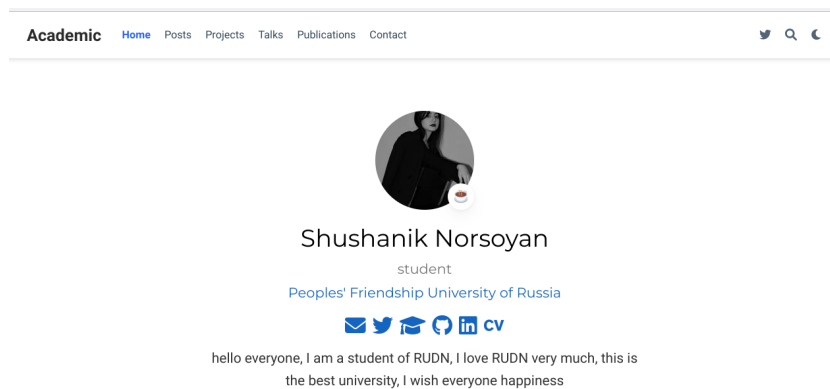 Academic Home Posts Projects Talks Publications Contact
Shushanik Norsoyan
student
Peoples' Friendship University of Russia
CV
hello everyone, I am a student of RUDN, I love RUDN very much, this is
the best university, I wish everyone happiness